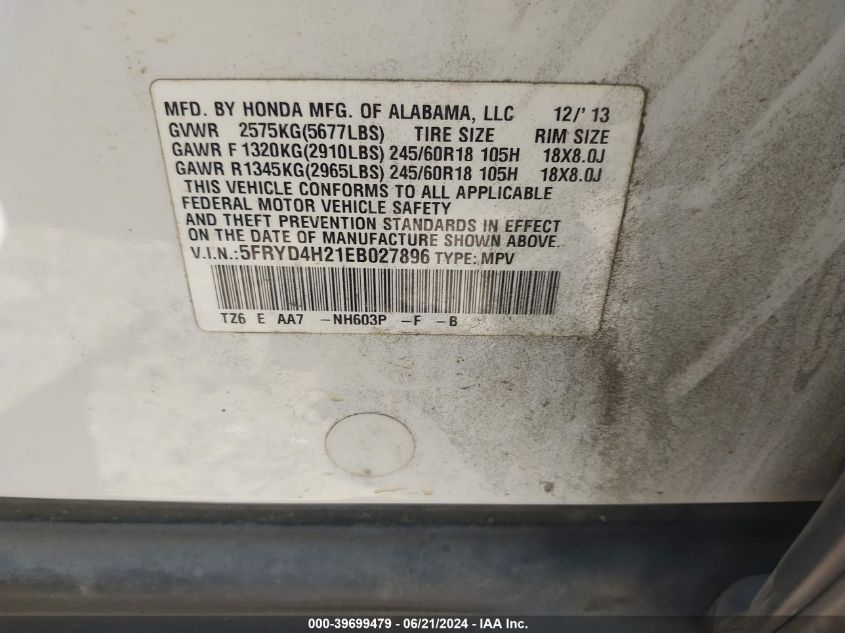 MFD. BY HONDA MFG. OF ALABAMA, LLC 12/'13
GVWR 2575KG(5677LBS) TIRE SIZE RIM SIZE
GAWR F 1320KG(2910LBS) 245/60R18 105H 18X8.0J
GAWR R1345KG(2965LBS) 245/60R18 105H 18X8.0J
THIS VEHICLE CONFORMS TO ALL APPLICABLE
FEDERAL MOTOR VEHICLE SAFETY
AND THEFT PREVENTION STANDARDS IN EFFECT
ON THE DATE OF MANUFACTURE SHOWN ABOVE.
V.I.N.:5FRYD4H21EB027896 TYPE: MPV
TZ6 E AA7 -NH603P -F -B
000-39699479 - 06/21/2024 - IAA Inc.